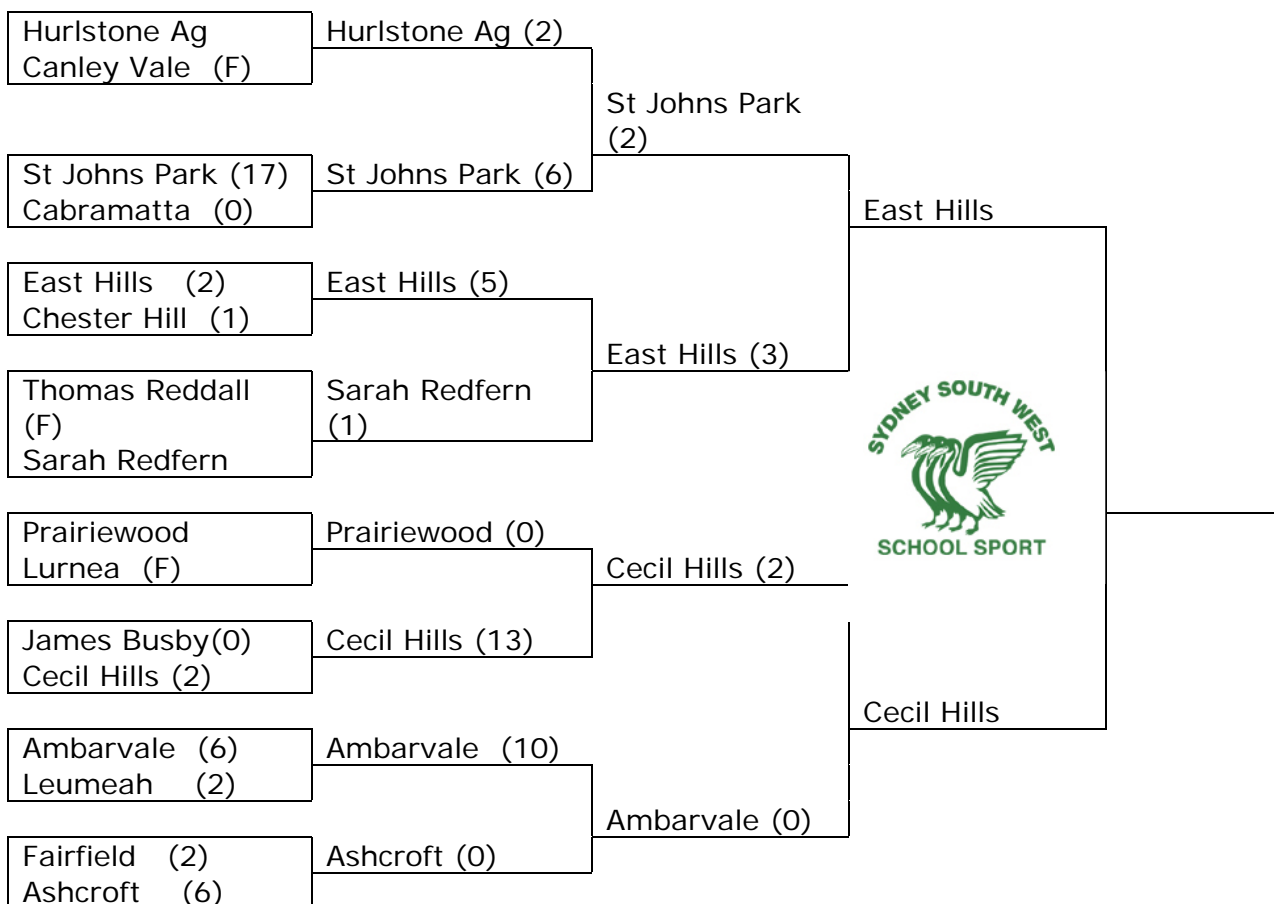 Hurlstone Ag
Canley Vale (F)
St Johns Park (17)
Cabramatta (0)
East Hills (2)
Chester Hill (1)
Thomas Reddall
(F)
Sarah Redfern
Prairiewood
Lurnea (F)
James Busby(0)
Cecil Hills (2)
Ambarvale (6)
Leumeah (2)
Fairfield (2)
Ashcroft (6)
Hurlstone Ag (2)
St Johns Park (6)
East Hills (5)
Sarah Redfern
(1)
Prairiewood (0)
Cecil Hills (13)
Ambarvale (10)
Ashcroft (0)
St Johns Park
(2)
East Hills (3)
Cecil Hills (2)
Ambarvale (0)
East Hills
Cecil Hills
SYDNEY SOUTH WEST
SCHOOL SPORT